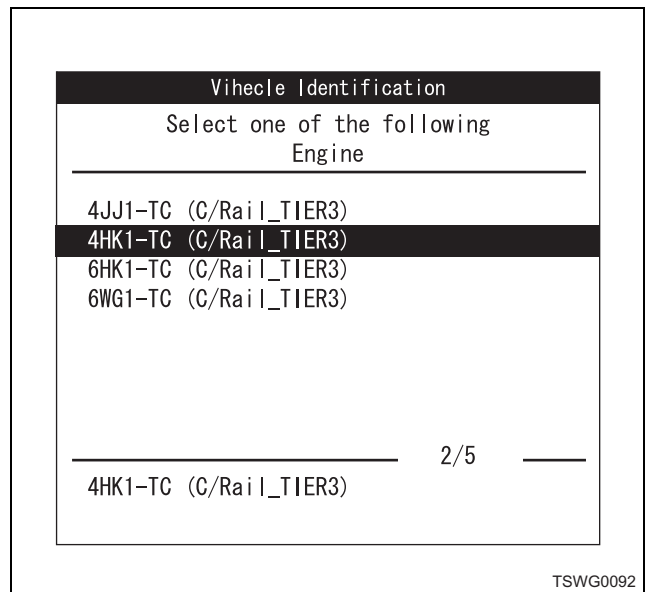 Vihecle Identification
Select one of the following
Engine
4JJ1-TC (C/Rail_TIER3)
4HK1-TC (C/Rail_TIER3)
6HK1-TC (C/Rail_TIER3)
6WG1-TC (C/Rail_TIER3)
2/5
4HK1-TC (C/Rail_TIER3)
TSWG0092